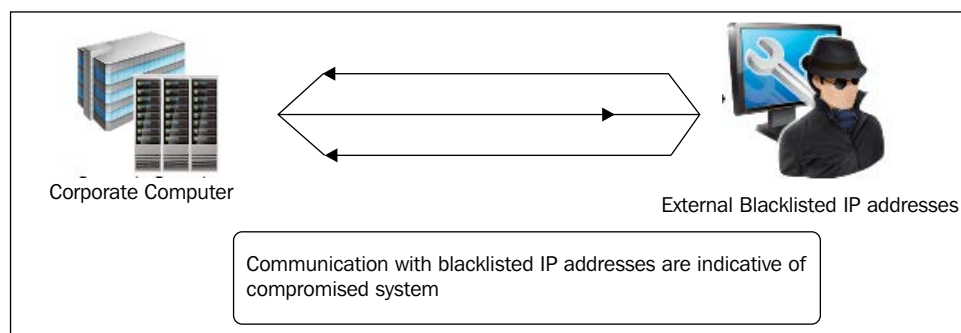 Corporate Computer
External Blacklisted IP addresses
Communication with blacklisted IP addresses are indicative of
compromised system